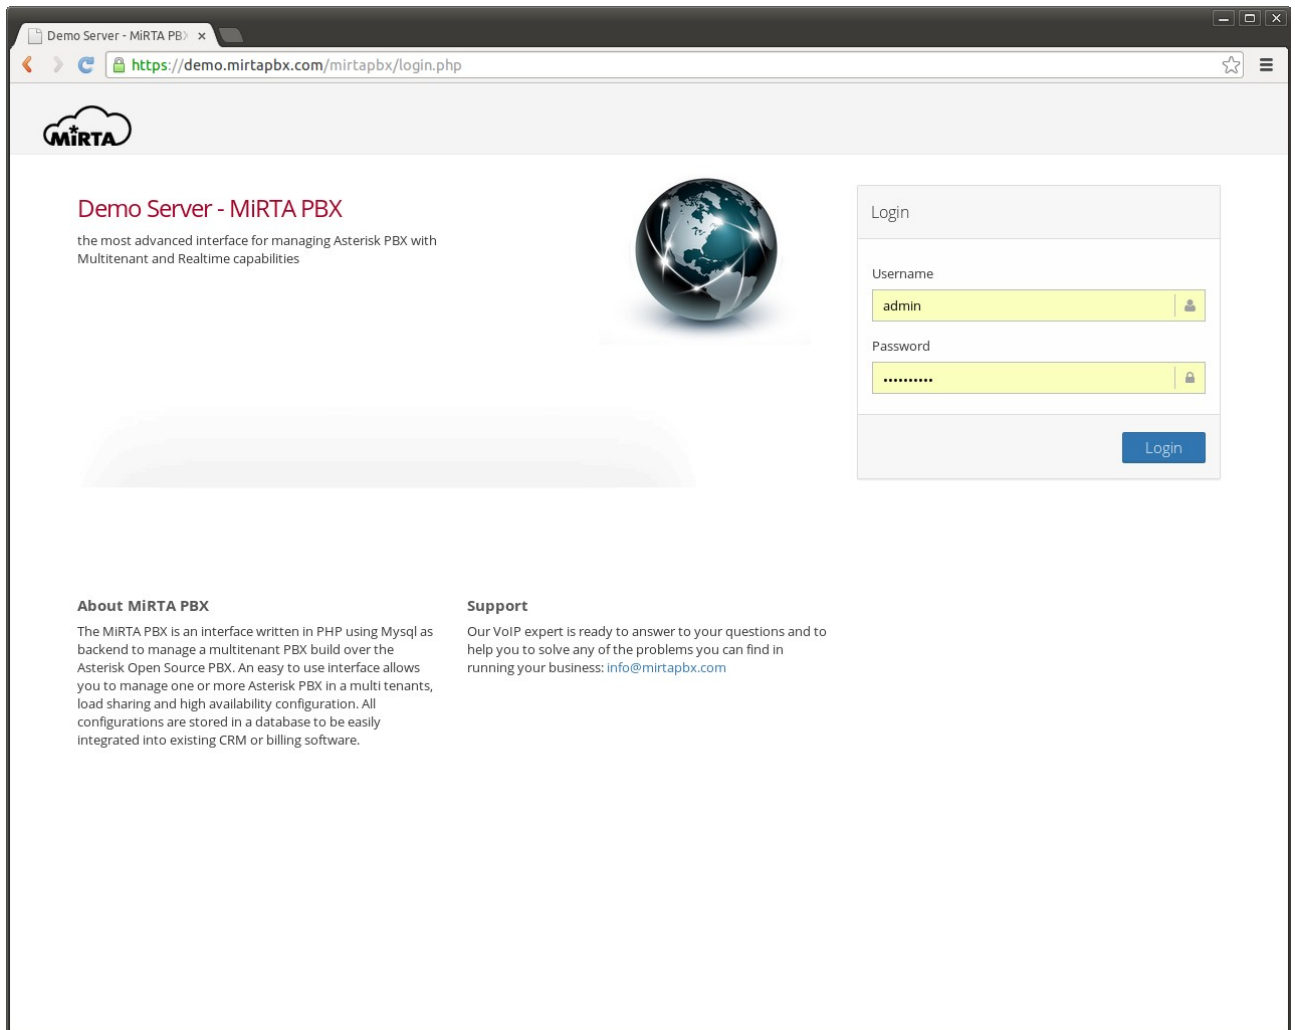 Demo Server - MiRTA PB
https://demo.mirtapbx.com/mirtapbx/login.php
MiRTA
Demo Server - MiRTA PBX
the most advanced interface for managing Asterisk PBX with
Multitenant and Realtime capabilities
Login
Username
admin
Password
••••••••••
Login
About MiRTA PBX
The MiRTA PBX is an interface written in PHP using Mysql as
backend to manage a multitenant PBX build over the
Asterisk Open Source PBX. An easy to use interface allows
you to manage one or more Asterisk PBX in a multi tenants,
load sharing and high availability configuration. All
configurations are stored in a database to be easily
integrated into existing CRM or billing software.
Support
Our VoIP expert is ready to answer to your questions and to
help you to solve any of the problems you can find in
running your business: info@mirtapbx.com